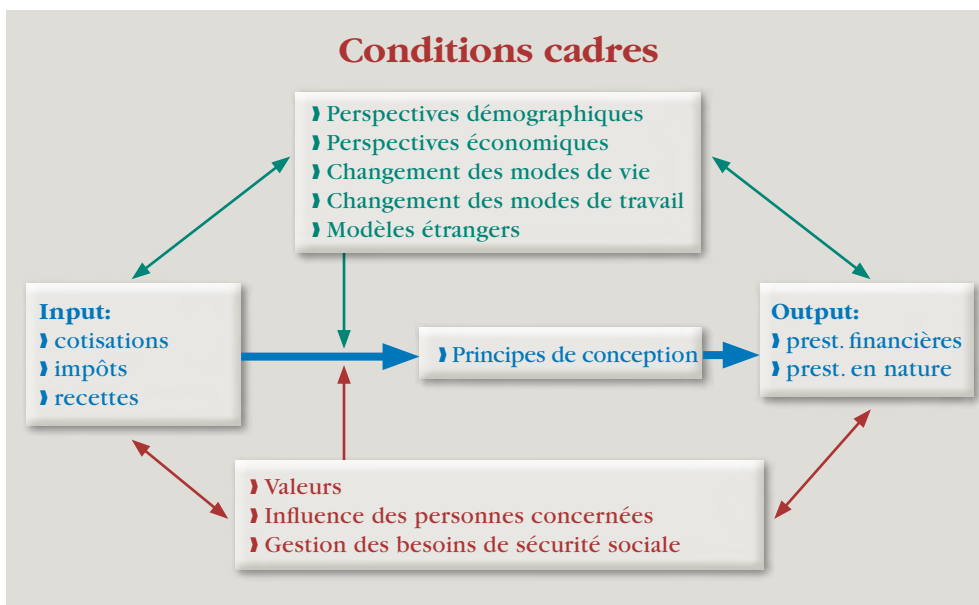 Conditions cadres
❱ Perspectives démographiques
❱ Perspectives économiques
❱ Changement des modes de vie
❱ Changement des modes de travail
❱ Modèles étrangers
Input:
❱ cotisations
❱ impôts
❱ recettes
❱ Principes de conception
Output:
❱ prest. financières
❱ prest. en nature
❱ Valeurs
❱ Influence des personnes concernées
❱ Gestion des besoins de sécurité sociale